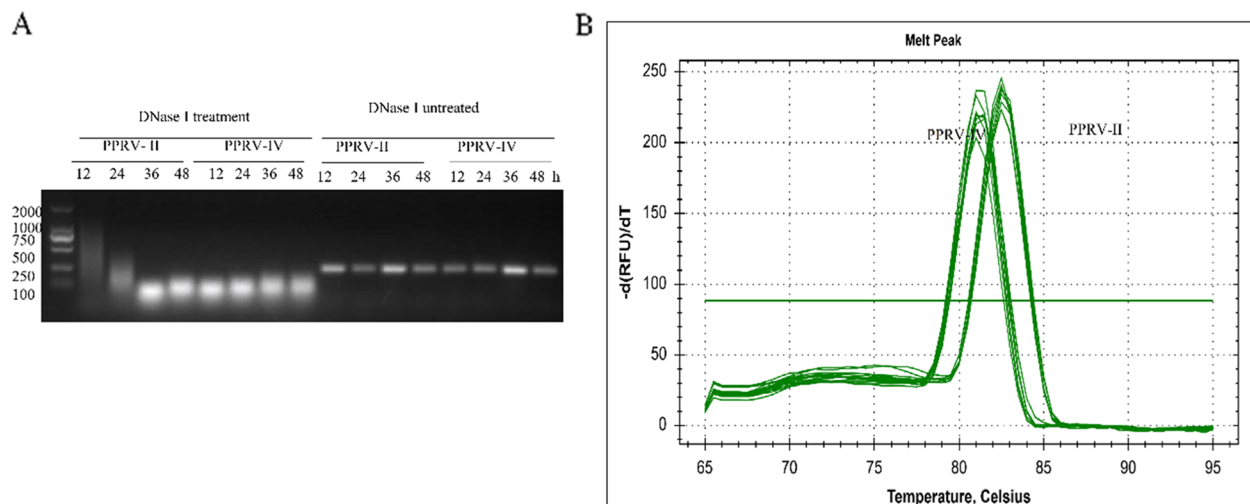 A
DNase I treatment
DNase I untreated
PPRV- II
PPRV-IV
PPRV-II
PPRV-IV
12 24 36 48 12 24 36 48 12 24 36 48 12 24 36 48 h
2000
1000
750
500
250
100
B
Melt Peak
250
200
150
100
50
0
-d(RFU)/dT
PPRV-IV
PPRV-II
65 70 75 80 85 90 95
Temperature, Celsius